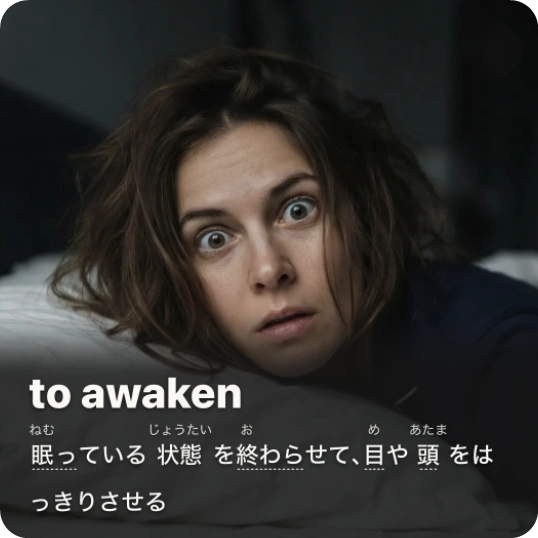 to awaken
ねむ じょうたい お め あたま
眠っている 状態 を終わらせて、目や 頭 をは
っきりさせる